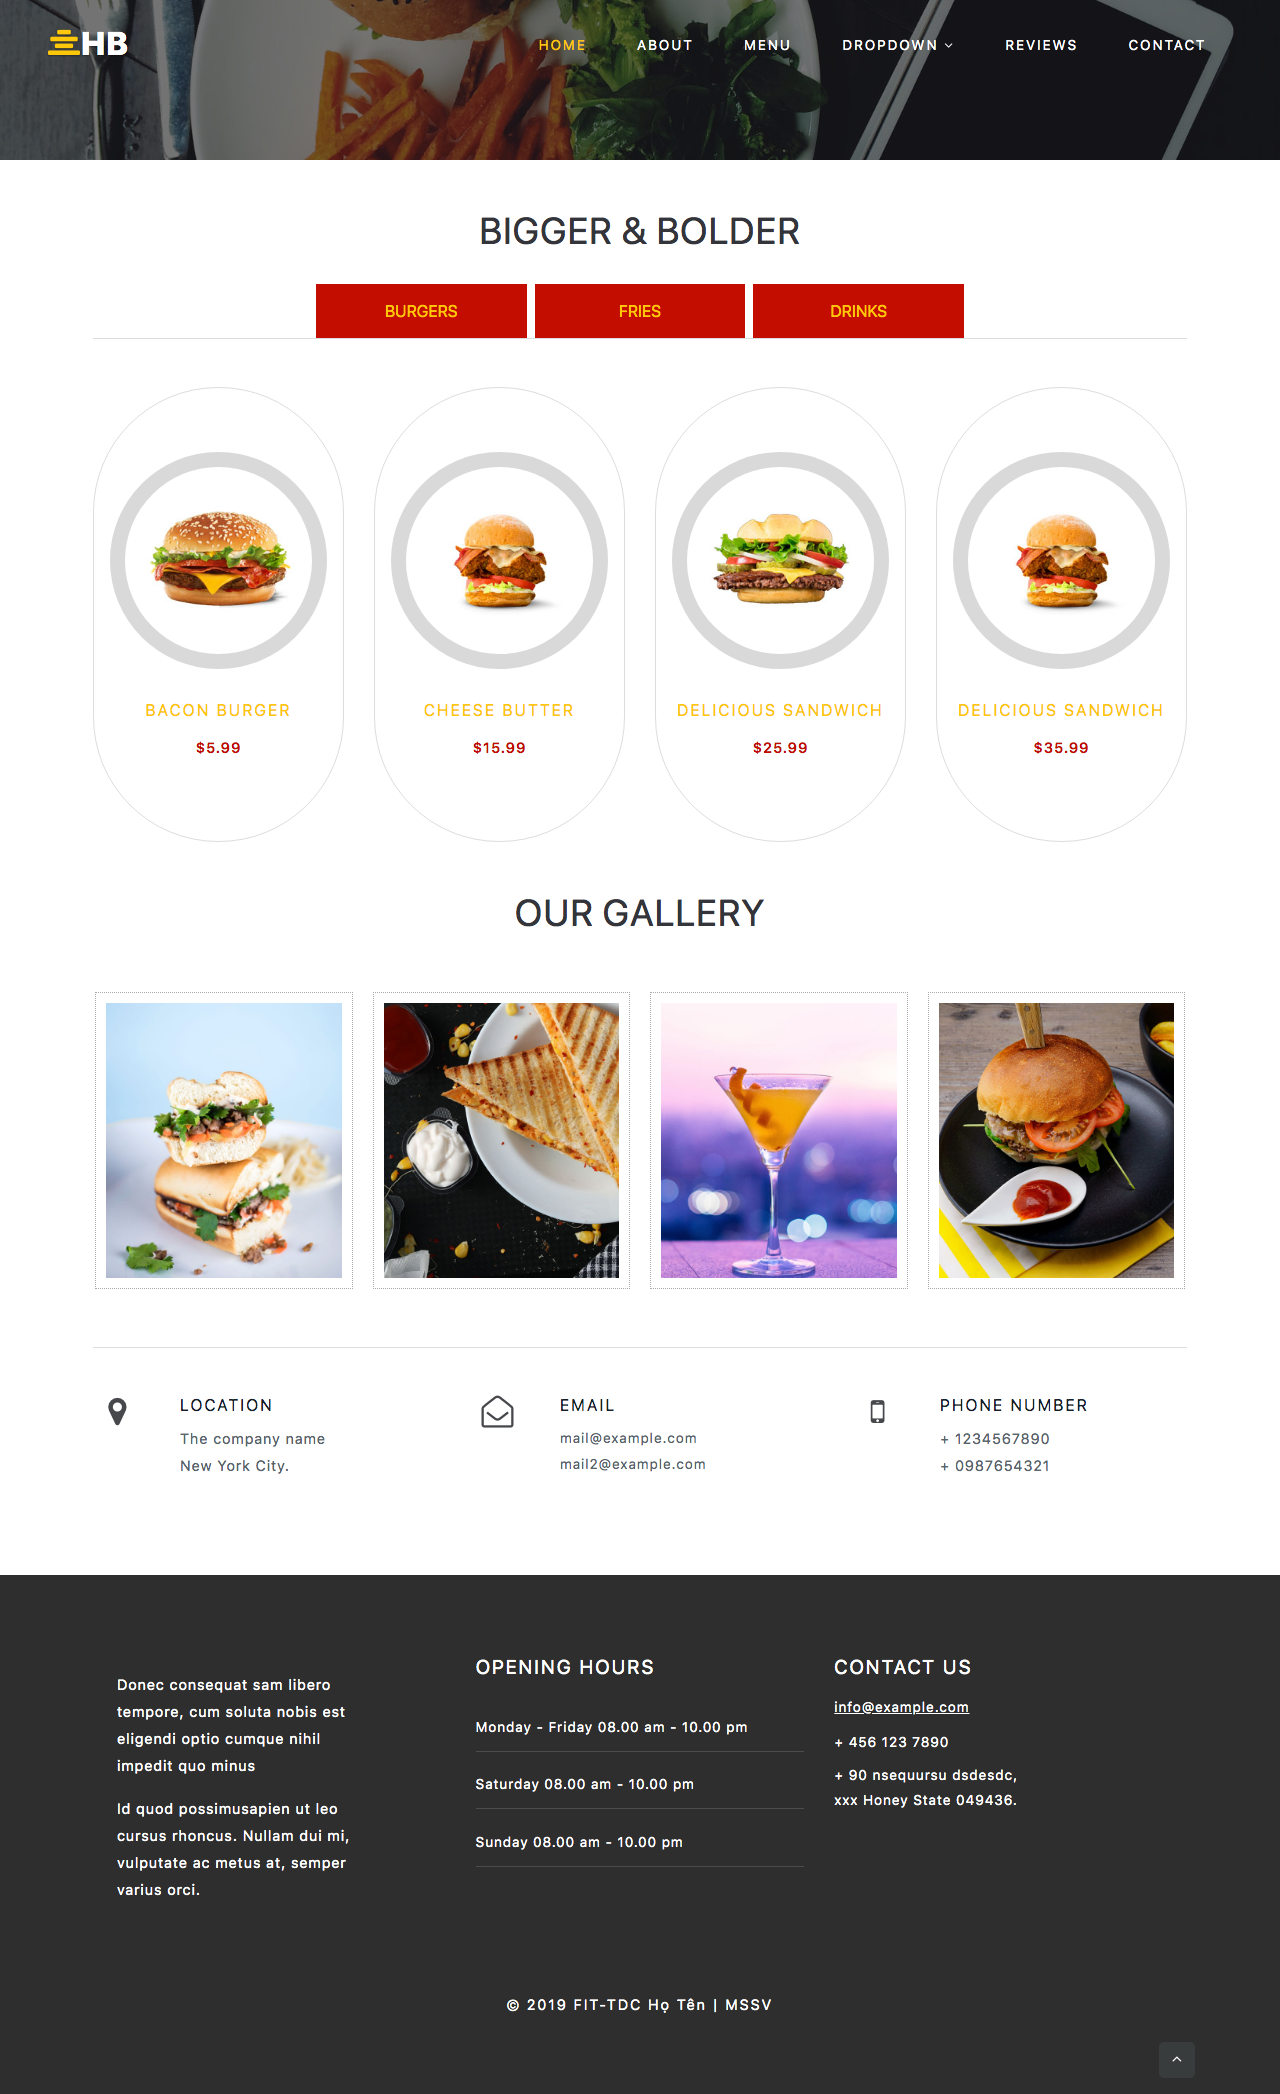 HB
HOME ABOUT MENU DROPDOWN REVIEWS CONTACT
BIGGER & BOLDER
BURGERS FRIES DRINKS
BACON BURGER
$5.99
CHEESE BUTTER
$15.99
DELICIOUS SANDWICH
$25.99
DELICIOUS SANDWICH
$35.99
OUR GALLERY
LOCATION
The company name
New York City.
EMAIL
mail@example.com
mail2@example.com
PHONE NUMBER
+ 1234567890
+ 0987654321
Donec consequat sam libero
tempore, cum soluta nobis est
eligendi optio cumque nihil
impedit quo minus
Id quod possimusapien ut leo
cursus rhoncus. Nullam dui mi,
vulputate ac metus at, semper
varius orci.
OPENING HOURS
Monday - Friday 08.00 am - 10.00 pm
Saturday 08.00 am - 10.00 pm
Sunday 08.00 am - 10.00 pm
CONTACT US
info@example.com
+ 456 123 7890
+ 90 nsequursu dsdesdc,
xxx Honey State 049436.
© 2019 FIT-TDC Họ Tên | MSSV